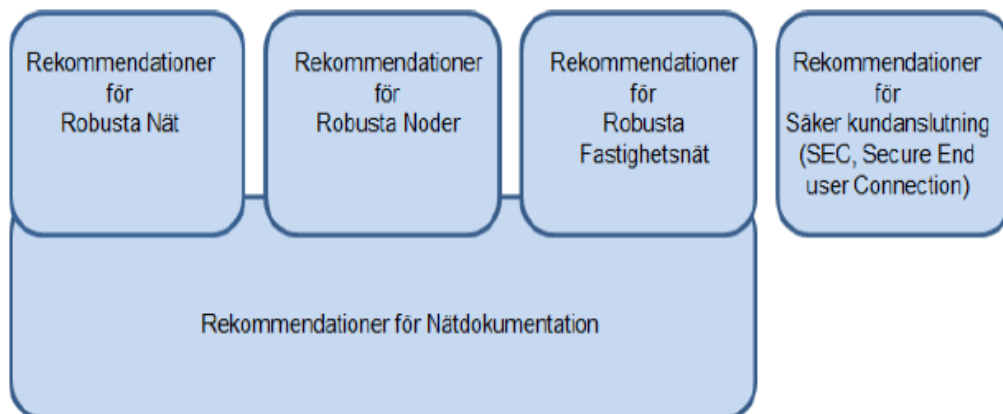 Rekommendationer
för
Robusta Nät
Rekommendationer
för
Robusta Noder
Rekommendationer
för
Robusta
Fastighetsnät
Rekommendationer
för
Säker kundanslutning
(SEC, Secure End
user Connection)
Rekommendationer för Nätdokumentation